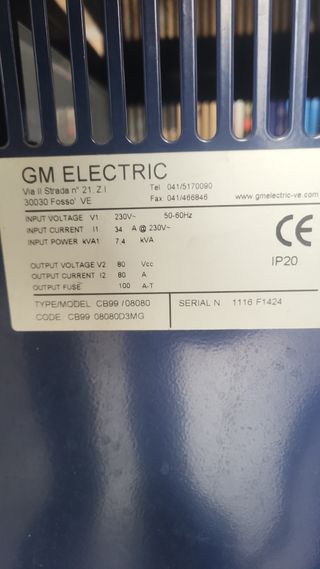 GM ELECTRIC
Via II Strada n° 21, Z.I Tel 041/5170090
30030 Fosso' VE Fax 041/466846 www.gmelectric-ve.com
INPUT VOLTAGE V1: 230V~ 50-60Hz
INPUT CURRENT I1 34 A @ 230V~
INPUT POWER kVA1: 7,4 kVA
OUTPUT VOLTAGE V2 80 Vcc
OUTPUT CURRENT I2 80 A
OUTPUT FUSE 100 A-T
CE
IP20
TYPE/MODEL CB99 / 08080 SERIAL N. 1116 F1424
CODE: CB99 08080D3MG